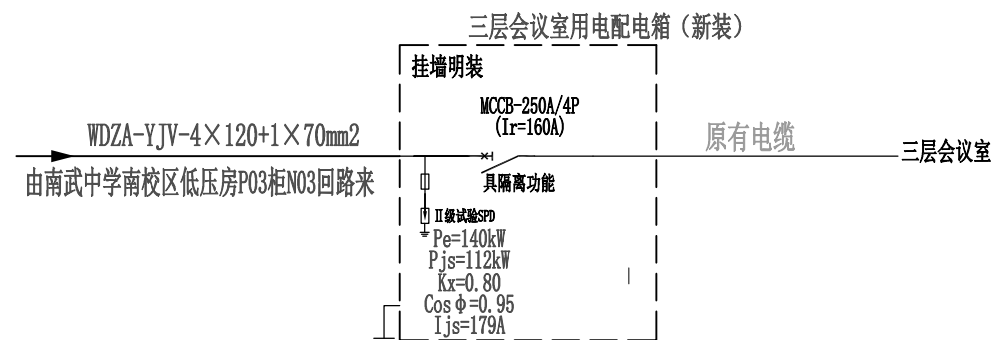 三层会议室用电配电箱（新装）
挂墙明装
MCCB-250A/4P
(Ir=160A)
WDZA-YJV-4×120+1×70mm2
原有电缆
三层会议室
由南武中学南校区低压房P03柜N03回路来
具隔离功能
Ⅱ级试验SPD
Pe=140kW
Pjs=112kW
Kx=0.80
Cosφ=0.95
Ijs=179A